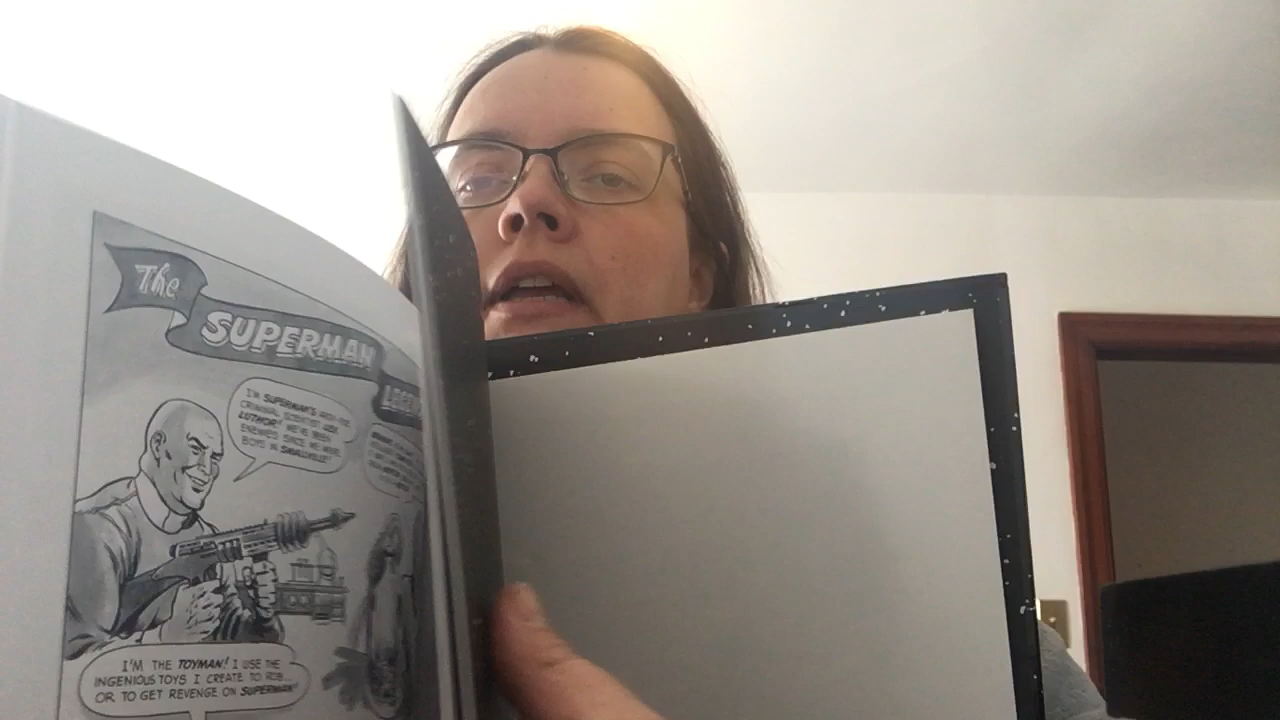 The
SUPERMAN
I'M SUPERMAN'S ARCH-FOE
CRIMINAL SCIENTIST LEX
LUTHOR! WE'VE BEEN
ENEMIES SINCE WE WERE
BOYS IN SMALLVILLE!
I'M THE TOYMAN! I USE THE
INGENIOUS TOYS I CREATE TO ROB...
OR TO GET REVENGE ON SUPERMAN!